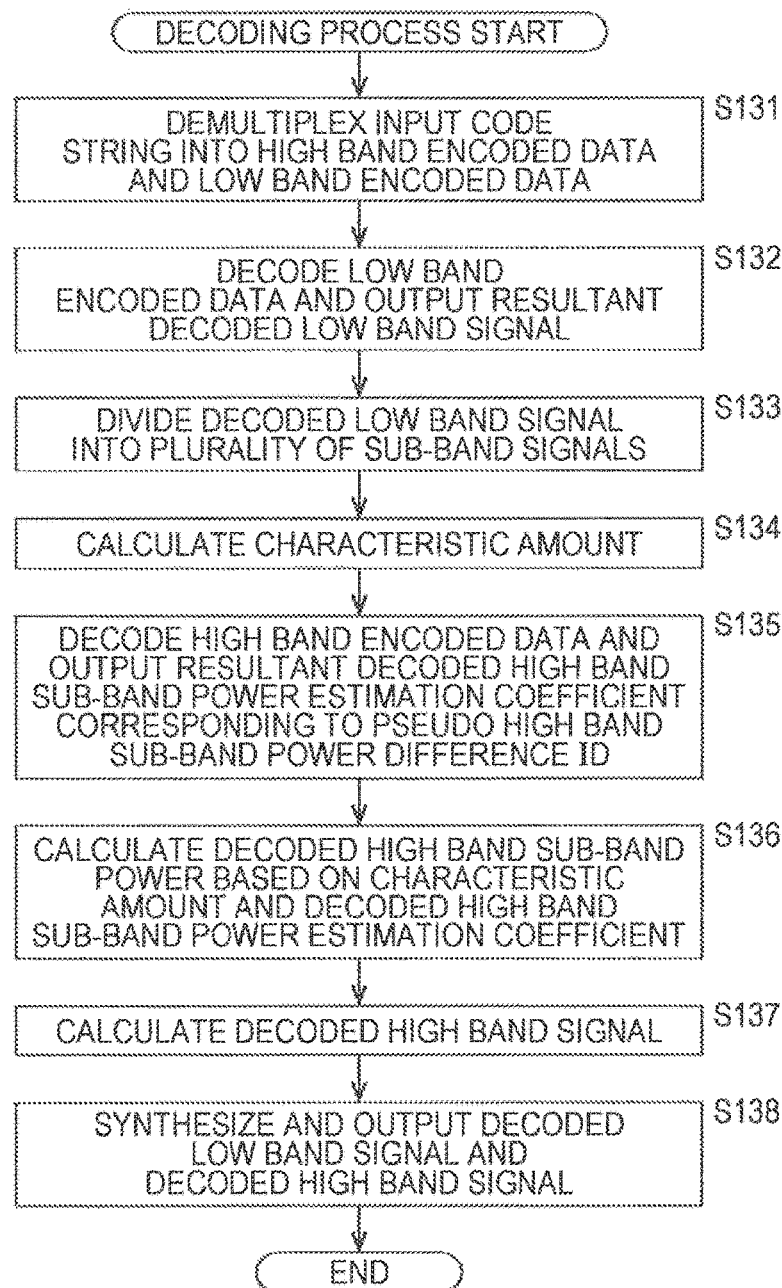 DECODING PROCESS START
S131
DEMULTIPLEX INPUT CODE
STRING INTO HIGH BAND ENCODED DATA
AND LOW BAND ENCODED DATA
S132
DECODE LOW BAND
ENCODED DATA AND OUTPUT RESULTANT
DECODED LOW BAND SIGNAL
S133
DIVIDE DECODED LOW BAND SIGNAL
INTO PLURALITY OF SUB-BAND SIGNALS
S134
CALCULATE CHARACTERISTIC AMOUNT
S135
DECODE HIGH BAND ENCODED DATA AND
OUTPUT RESULTANT DECODED HIGH BAND
SUB-BAND POWER ESTIMATION COEFFICIENT
CORRESPONDING TO PSEUDO HIGH BAND
SUB-BAND POWER DIFFERENCE ID
S136
CALCULATE DECODED HIGH BAND SUB-BAND
POWER BASED ON CHARACTERISTIC
AMOUNT AND DECODED HIGH BAND
SUB-BAND POWER ESTIMATION COEFFICIENT
S137
CALCULATE DECODED HIGH BAND SIGNAL
S138
SYNTHESIZE AND OUTPUT DECODED
LOW BAND SIGNAL AND
DECODED HIGH BAND SIGNAL
END